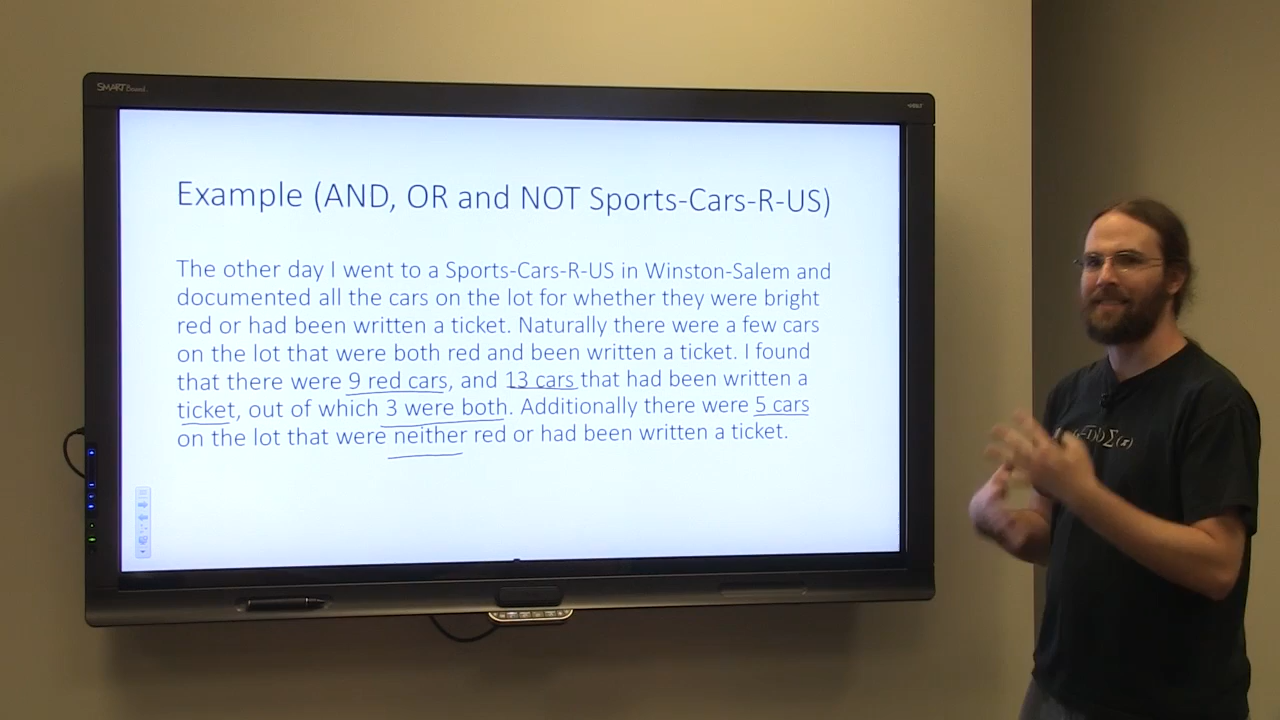 SMART Board
Example (AND, OR and NOT Sports-Cars-R-US)
The other day I went to a Sports-Cars-R-US in Winston-Salem and
documented all the cars on the lot for whether they were bright
red or had been written a ticket. Naturally there were a few cars
on the lot that were both red and been written a ticket. I found
that there were 9 red cars, and 13 cars that had been written a
ticket, out of which 3 were both. Additionally there were 5 cars
on the lot that were neither red or had been written a ticket.